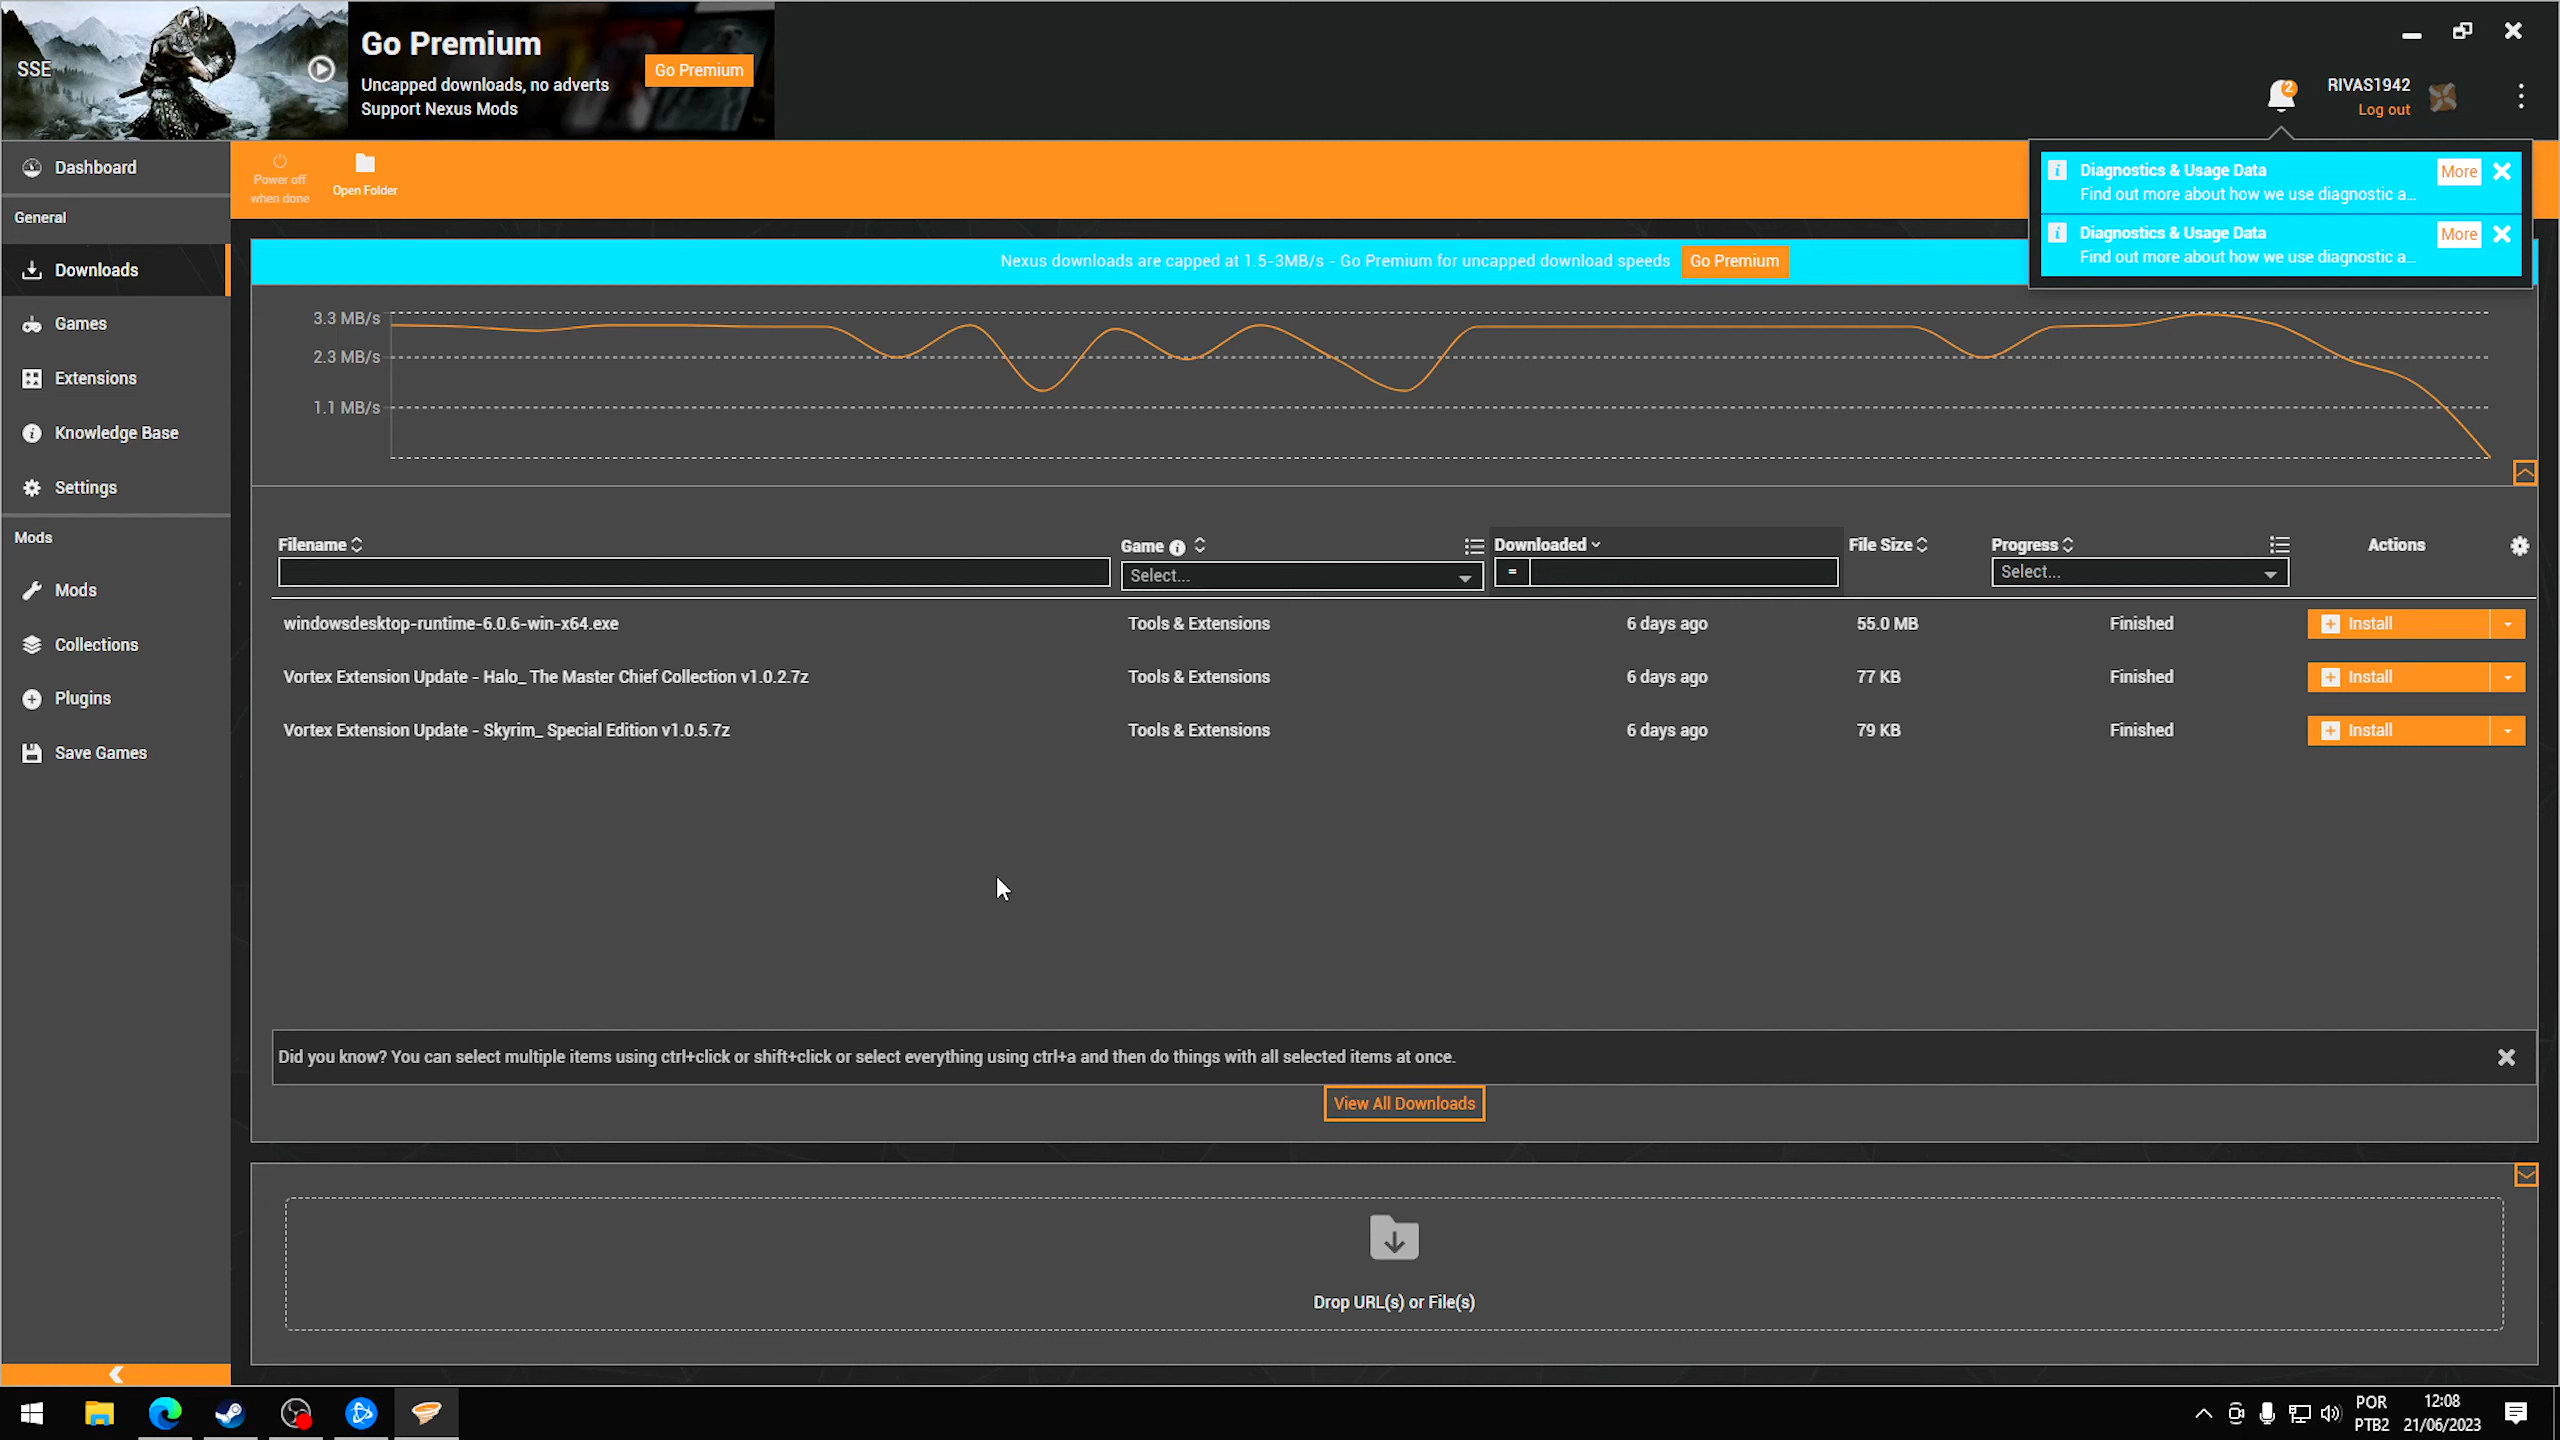 SSE
Go Premium
Uncapped downloads, no adverts
Support Nexus Mods
Go Premium
2
RIVAS1942
Log out
Dashboard
General
Downloads
Games
Extensions
Knowledge Base
Settings
Mods
Mods
Collections
Plugins
Save Games
Power off
when done
Open Folder
Diagnostics & Usage Data
Find out more about how we use diagnostic a...
More
Diagnostics & Usage Data
Find out more about how we use diagnostic a...
More
Nexus downloads are capped at 1.5-3MB/s - Go Premium for uncapped download speeds Go Premium
3.3 MB/s
2.3 MB/s
1.1 MB/s
Filename Game Downloaded File Size Progress Actions
Select... = Select...
windowsdesktop-runtime-6.0.6-win-x64.exe Tools & Extensions 6 days ago 55.0 MB Finished Install
Vortex Extension Update - Halo_ The Master Chief Collection v1.0.2.7z Tools & Extensions 6 days ago 77 KB Finished Install
Vortex Extension Update - Skyrim_ Special Edition v1.0.5.7z Tools & Extensions 6 days ago 79 KB Finished Install
Did you know? You can select multiple items using ctrl+click or shift+click or select everything using ctrl+a and then do things with all selected items at once.
View All Downloads
Drop URL(s) or File(s)
POR
PTB2
12:08
21/06/2023